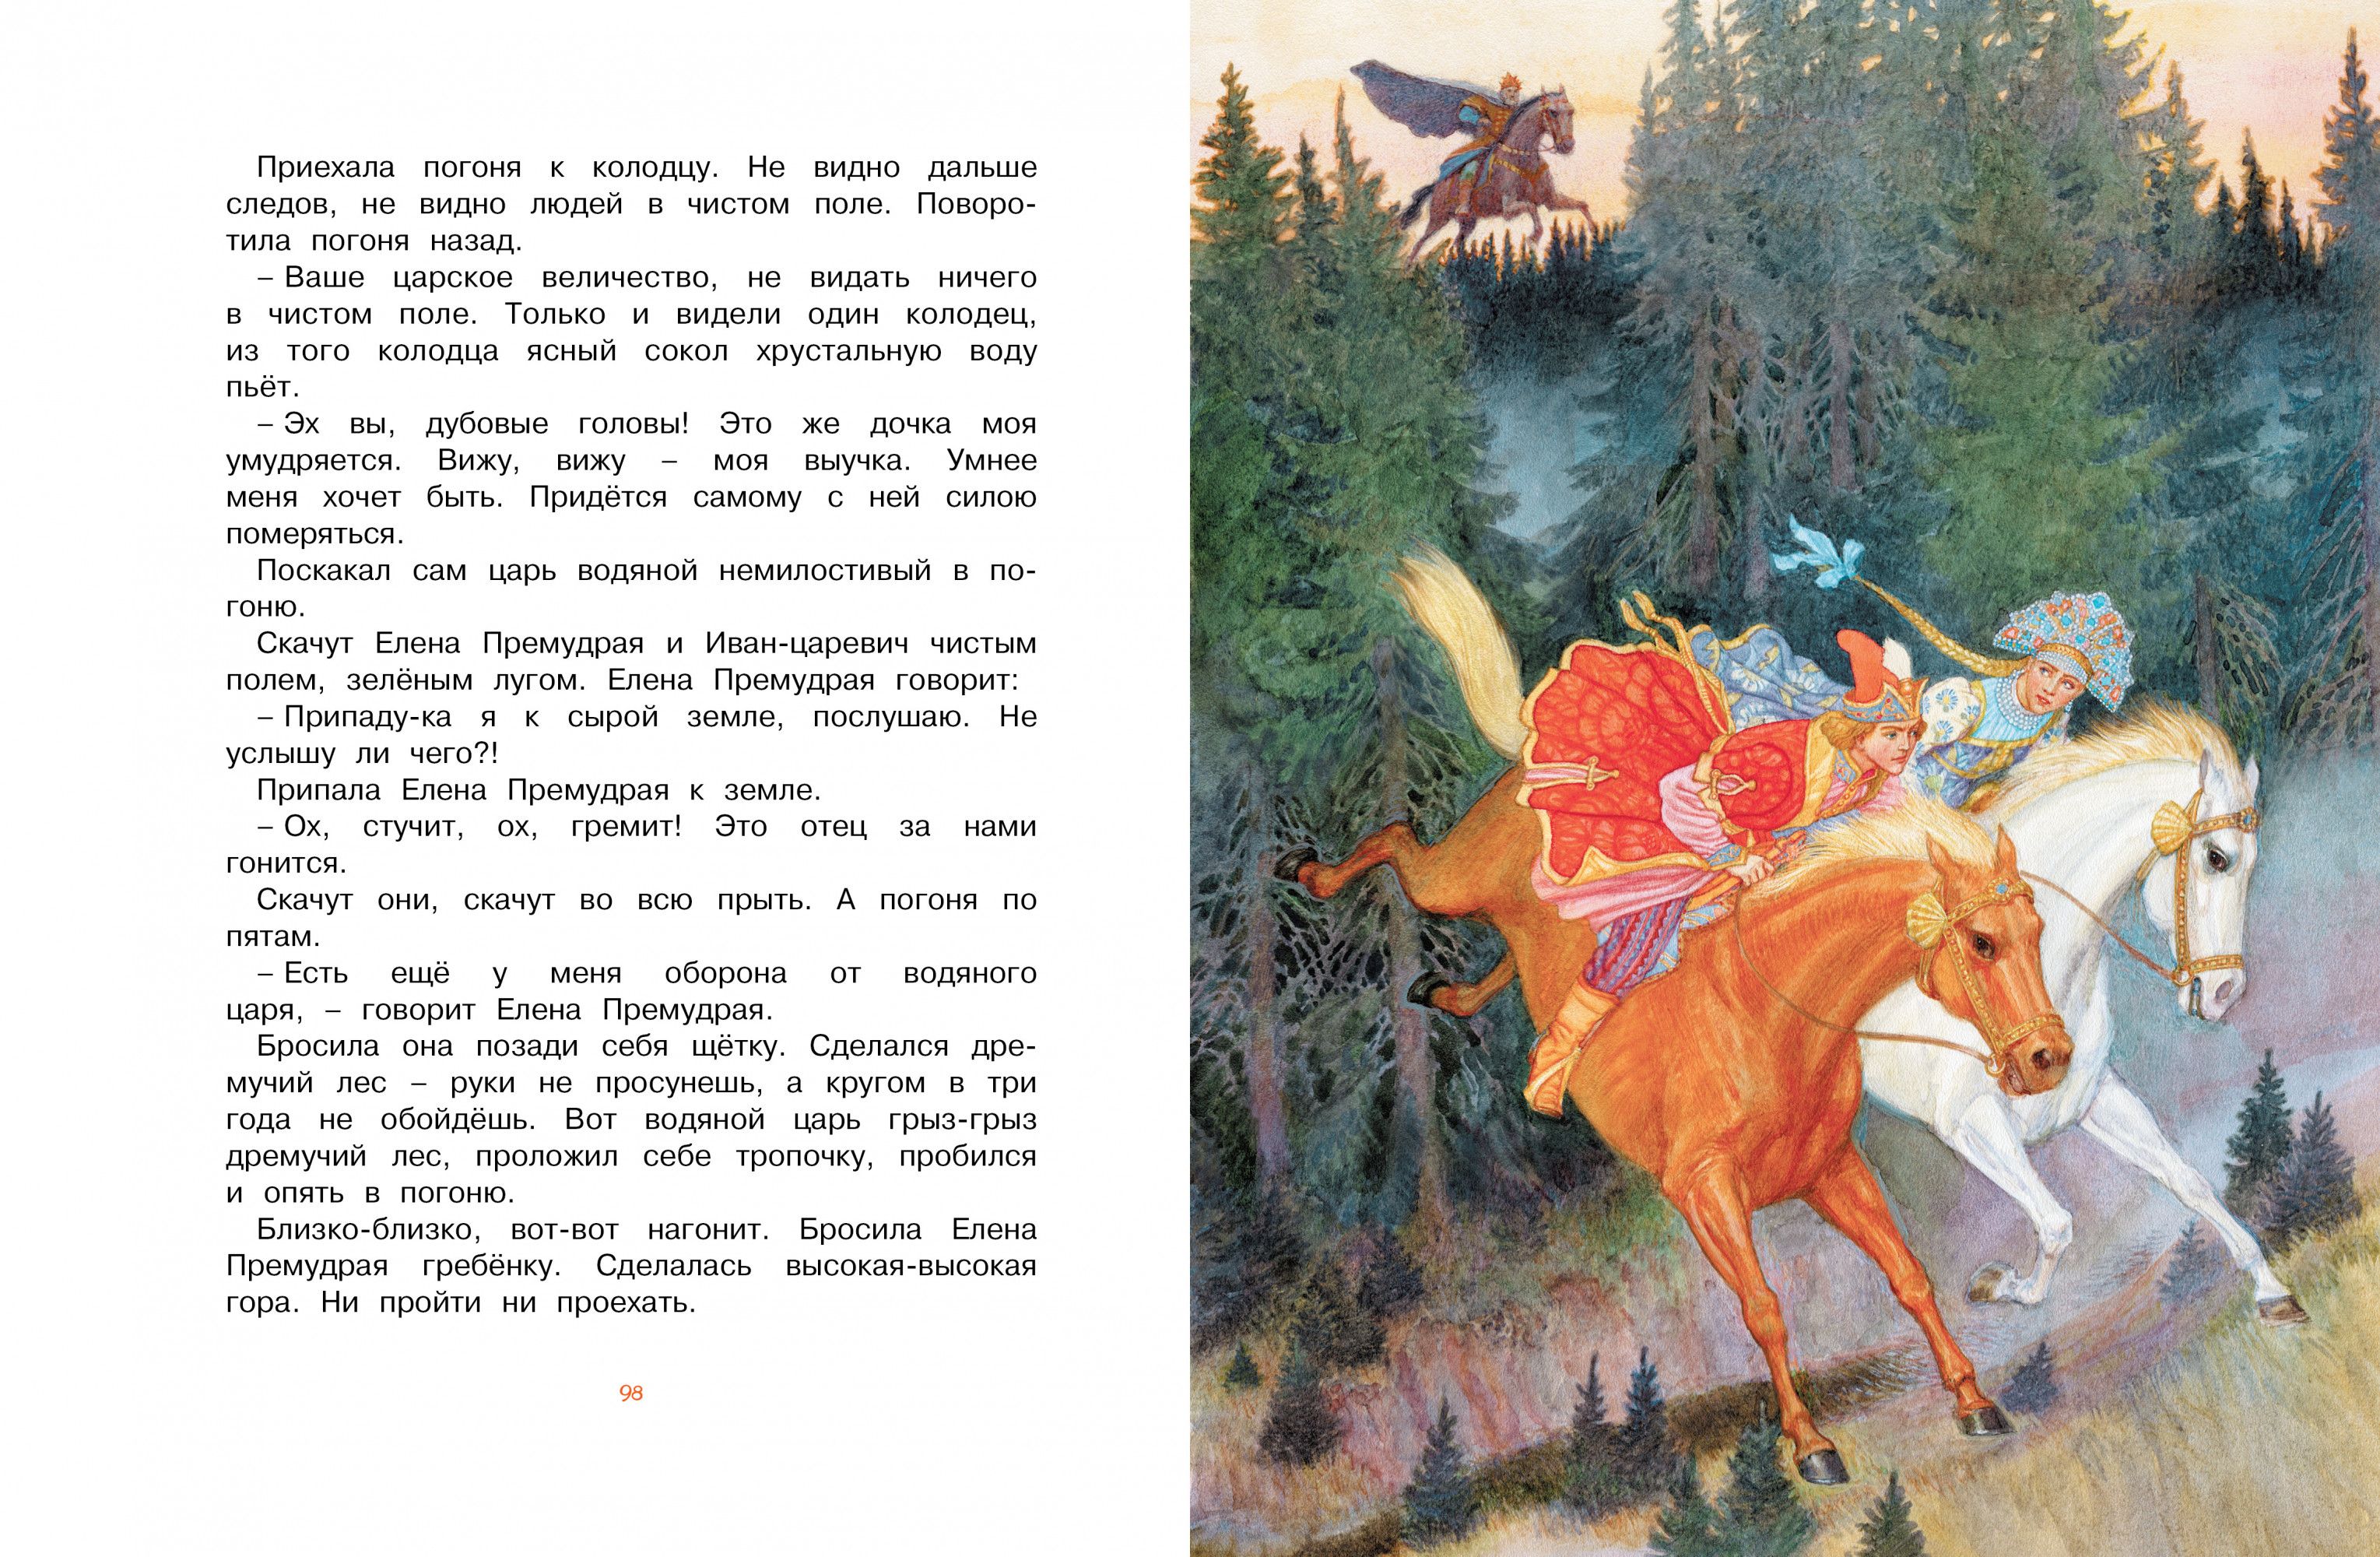 Приехала погоня к колодцу. Не видно дальше
следов, не видно людей в чистом поле. Поворо-
тила погоня назад.
– Ваше царское величество, не видать ничего
в чистом поле. Только и видели один колодец,
из того колодца ясный сокол хрустальную воду
пьёт.
– Эх вы, дубовые головы! Это же дочка моя
умудряется. Вижу, вижу – моя выучка. Умнее
меня хочет быть. Придётся самому с ней силою
померяться.
Поскакал сам царь водяной немилостивый в по-
гоню.
Скачут Елена Премудрая и Иван-царевич чистым
полем, зелёным лугом. Елена Премудрая говорит:
– Припаду-ка я к сырой земле, послушаю. Не
услышу ли чего?!
Припала Елена Премудрая к земле.
– Ох, стучит, ох, гремит! Это отец за нами
гонится.
Скачут они, скачут во всю прыть. А погоня по
пятам.
– Есть ещё у меня оборона от водяного
царя, – говорит Елена Премудрая.
Бросила она позади себя щётку. Сделался дре-
мучий лес – руки не просунешь, а кругом в три
года не обойдёшь. Вот водяной царь грыз-грыз
дремучий лес, проложил себе тропочку, пробился
и опять в погоню.
Близко-близко, вот-вот нагонит. Бросила Елена
Премудрая гребёнку. Сделалась высокая-высокая
гора. Ни пройти ни проехать.
98